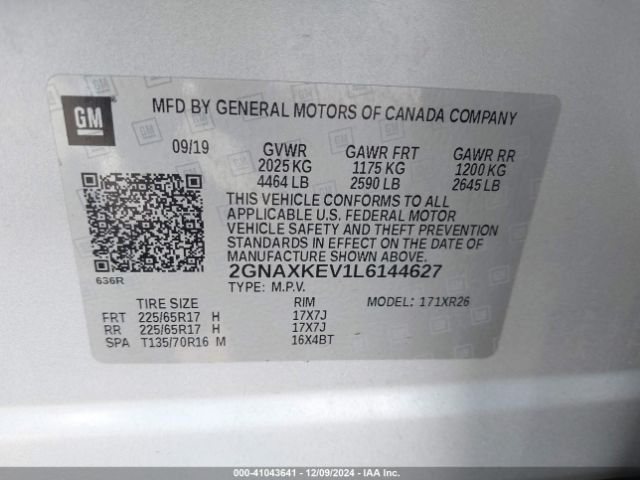 GM
MFD BY GENERAL MOTORS OF CANADA COMPANY
09/19 GVWR GAWR FRT GAWR RR
2025 KG 1175 KG 1200 KG
4464 LB 2590 LB 2645 LB
THIS VEHICLE CONFORMS TO ALL
APPLICABLE U.S. FEDERAL MOTOR
VEHICLE SAFETY AND THEFT PREVENTION
STANDARDS IN EFFECT ON THE DATE OF
MANUFACTURE SHOWN ABOVE.
2GNAXKEV1L6144627
636R TYPE: M.P.V.
TIRE SIZE RIM MODEL: 171XR26
FRT 225/65R17 H 17X7J
RR 225/65R17 H 17X7J
SPA T135/70R16 M 16X4BT
000-41043641 / 12/09/2024 - IAA Inc.